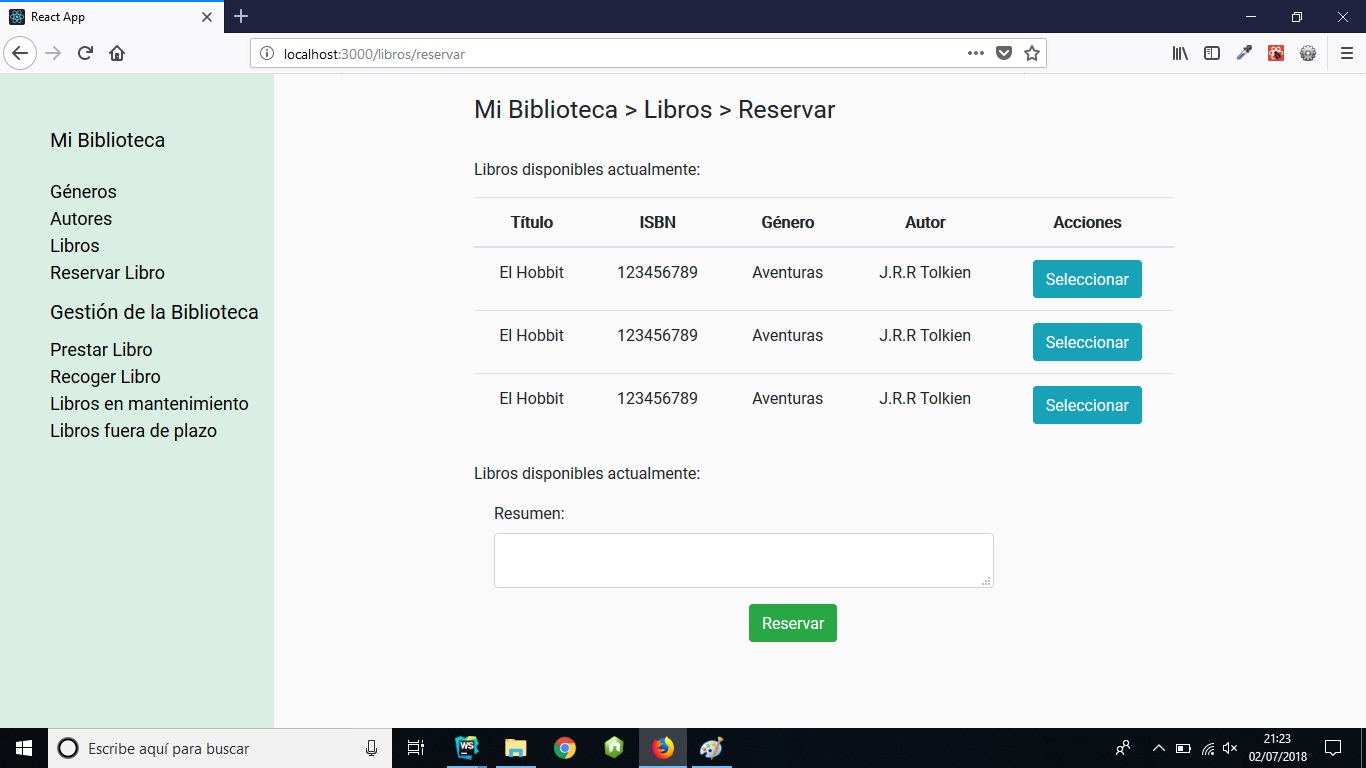 React App
localhost:3000/libros/reservar
Mi Biblioteca
Géneros
Autores
Libros
Reservar Libro
Gestión de la Biblioteca
Prestar Libro
Recoger Libro
Libros en mantenimiento
Libros fuera de plazo
Mi Biblioteca > Libros > Reservar
Libros disponibles actualmente:
Título ISBN Género Autor Acciones
El Hobbit 123456789 Aventuras J.R.R Tolkien Seleccionar
El Hobbit 123456789 Aventuras J.R.R Tolkien Seleccionar
El Hobbit 123456789 Aventuras J.R.R Tolkien Seleccionar
Libros disponibles actualmente:
Resumen:
Reservar
Escribe aquí para buscar
WS
21:23
02/07/2018